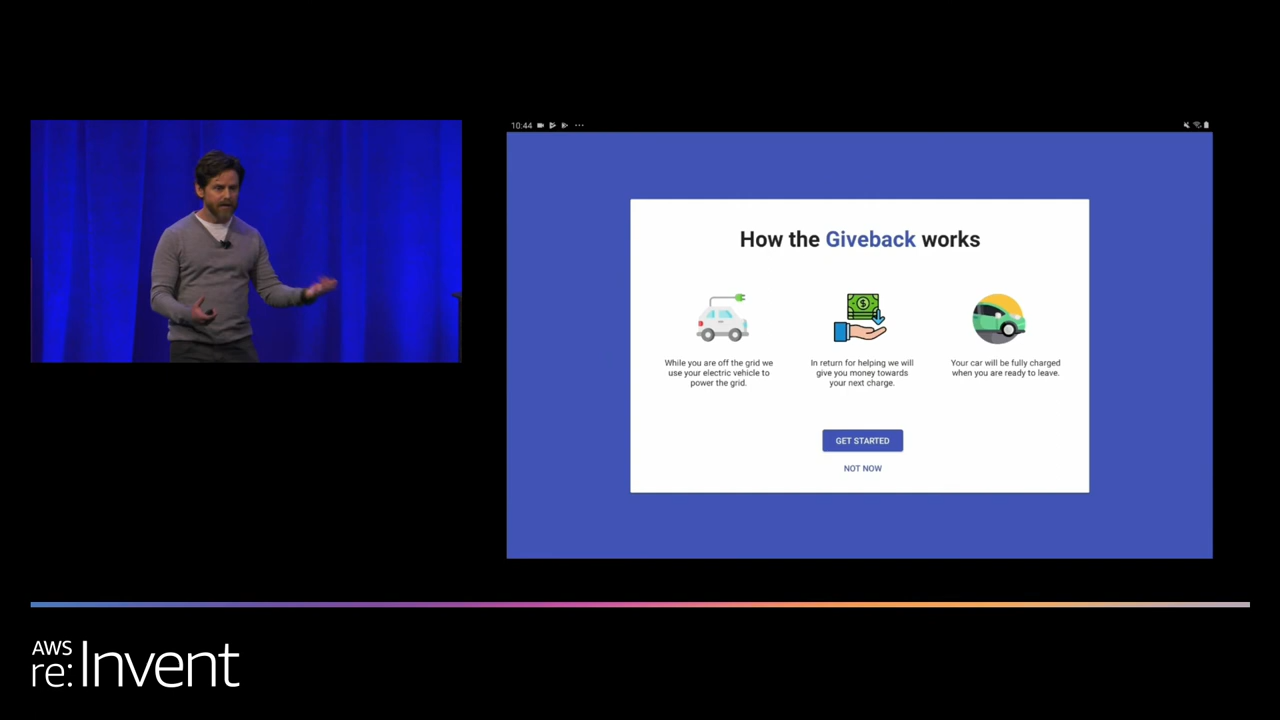 10:44
How the Giveback works
While you are off the grid we
use your electric vehicle to
power the grid.
In return for helping we will
give you money towards
your next charge.
Your car will be fully charged
when you are ready to leave.
GET STARTED
NOT NOW
AWS
re:Invent